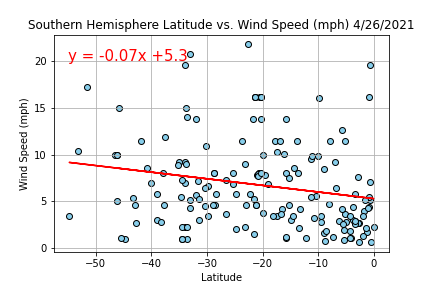 Southern Hemisphere Latitude vs. Wind Speed (mph) 4/26/2021
y = -0.07x +5.3
20
15
10
5
0
Wind Speed (mph)
−50 −40 −30 −20 −10 0
Latitude